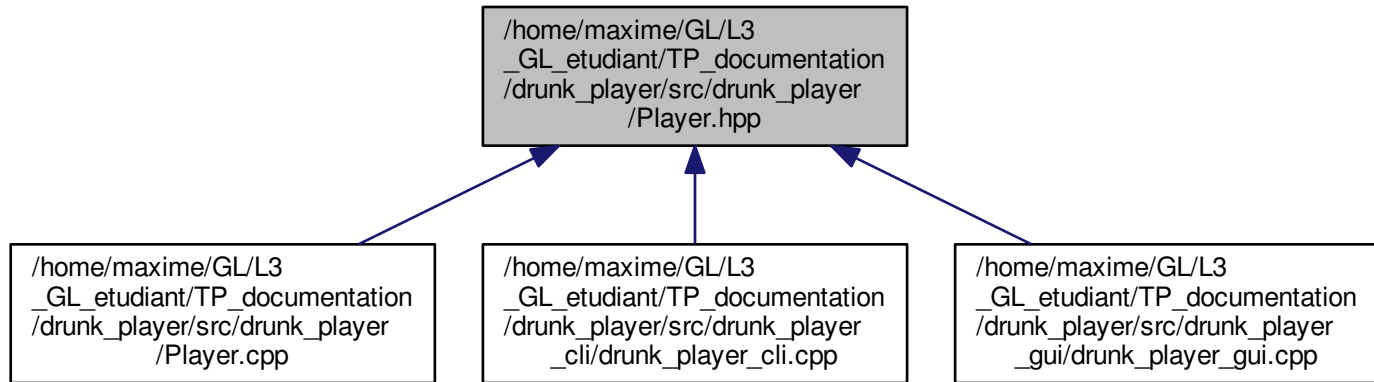 /home/maxime/GL/L3
_GL_etudiant/TP_documentation
/drunk_player/src/drunk_player
/Player.hpp
/home/maxime/GL/L3
_GL_etudiant/TP_documentation
/drunk_player/src/drunk_player
/Player.cpp
/home/maxime/GL/L3
_GL_etudiant/TP_documentation
/drunk_player/src/drunk_player
_cli/drunk_player_cli.cpp
/home/maxime/GL/L3
_GL_etudiant/TP_documentation
/drunk_player/src/drunk_player
_gui/drunk_player_gui.cpp